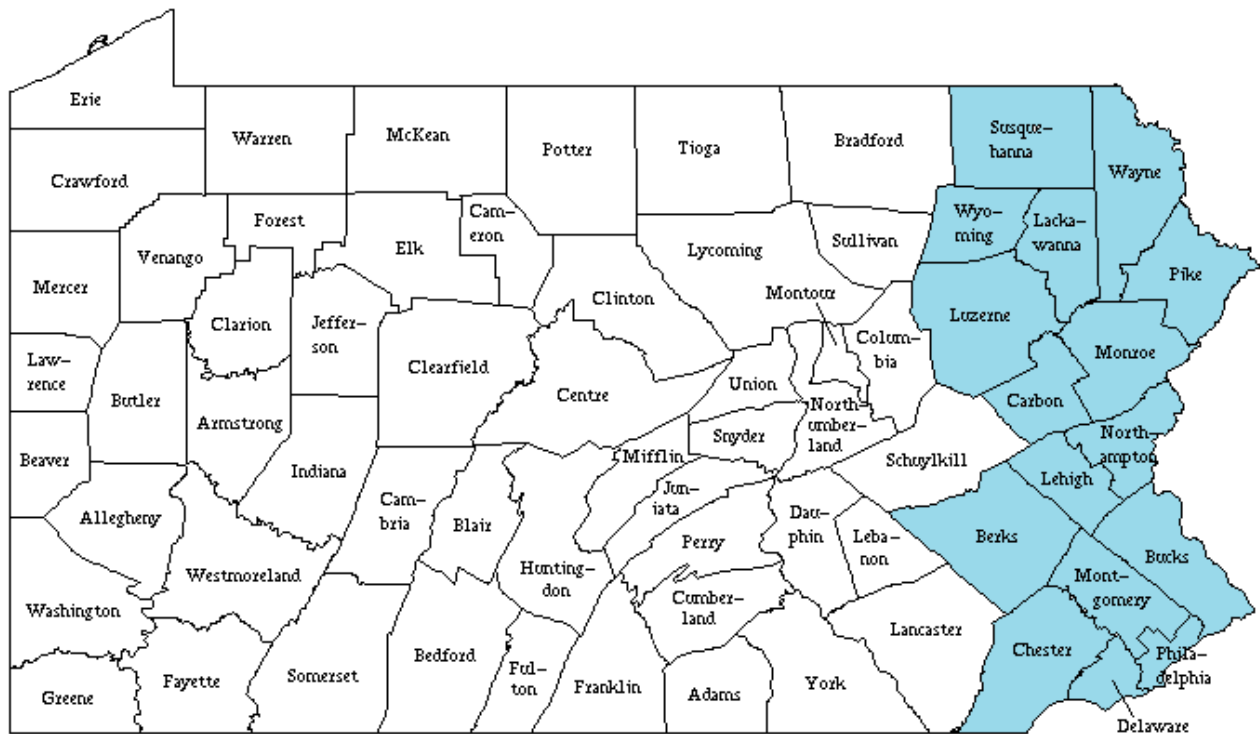 Erie
Warren
McKean
Potter
Tioga
Bradford
Susque-
hanna
Wayne
Crawford
Forest
Cam-
eron
Elk
Venango
Lycoming
Sullivan
Wyo-
ming
Lacka-
wanna
Pike
Mercer
Clarion
Jeffer-
son
Clinton
Montour
Luzerne
Law-
rence
Butler
Clearfield
Centre
Union
Colum-
bia
Monroe
Armstrong
North-
umber-
land
Carbon
Beaver
Indiana
Mifflin
Snyder
Schuylkill
North-
ampton
Lehigh
Allegheny
Cam-
bria
Blair
Hunting-
don
Jun-
iata
Perry
Dau-
phin
Leba-
non
Berks
Bucks
Westmoreland
Washington
Cumber-
land
Lancaster
Mont-
gomery
Greene
Fayette
Somerset
Bedford
Ful-
ton
Franklin
Adams
York
Chester
Phila-
delphia
Delaware